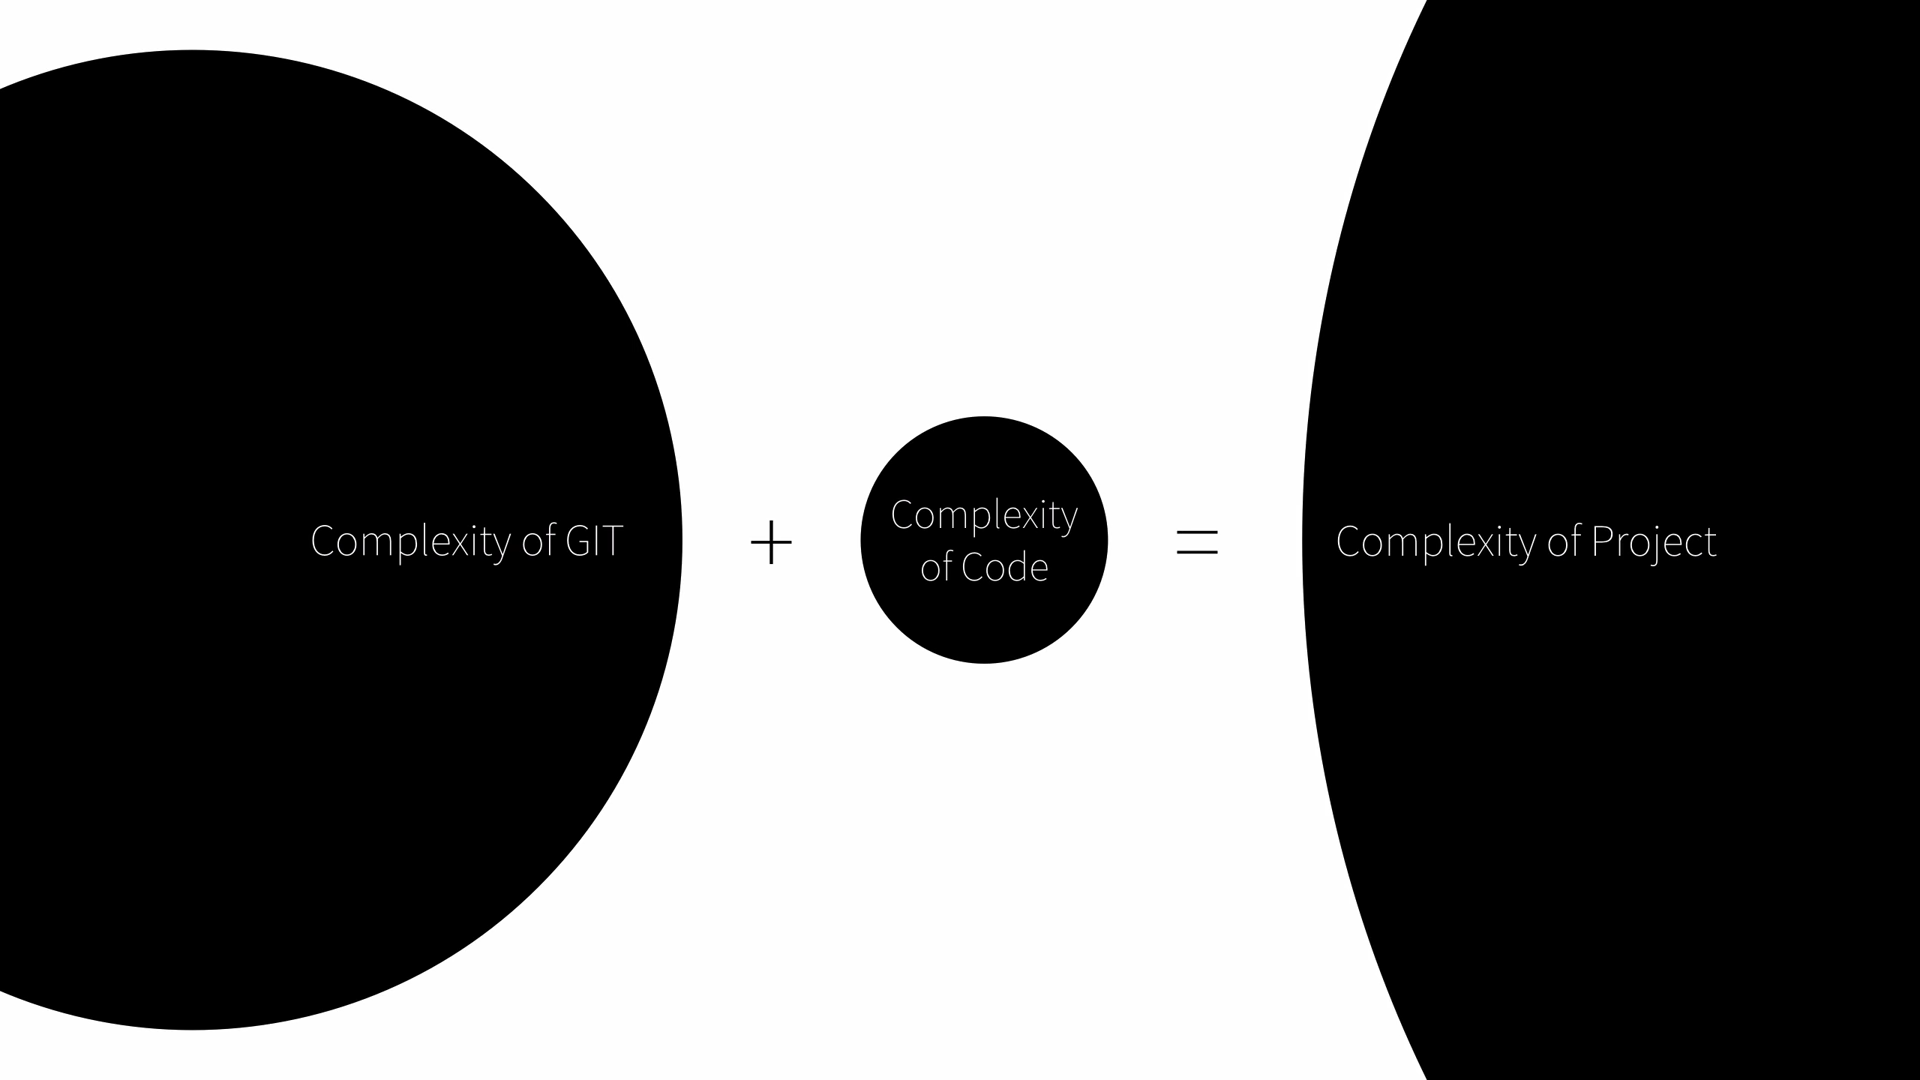 Complexity of GIT
+
Complexity
of Code
=
Complexity of Project